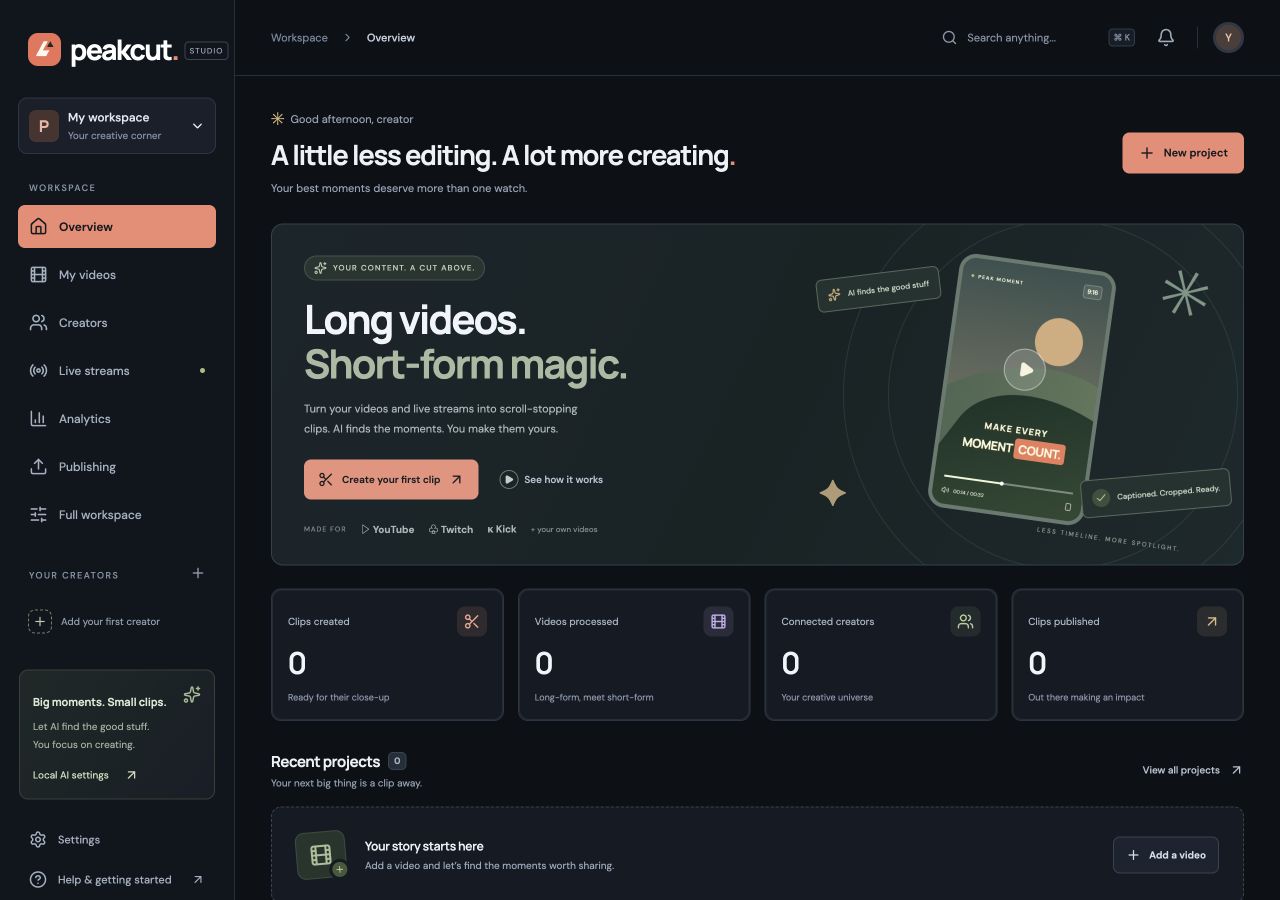 peakcut.
STUDIO
P
My workspace
Your creative corner
WORKSPACE
Overview
My videos
Creators
Live streams
Analytics
Publishing
Full workspace
YOUR CREATORS
Add your first creator
Big moments. Small clips.
Let AI find the good stuff.
You focus on creating.
Local AI settings
Settings
Help & getting started
Workspace
Overview
Search anything...
⌘ K
Y
Good afternoon, creator
A little less editing. A lot more creating.
Your best moments deserve more than one watch.
New project
YOUR CONTENT. A CUT ABOVE.
Long videos.
Short-form magic.
Turn your videos and live streams into scroll-stopping
clips. AI finds the moments. You make them yours.
Create your first clip
See how it works
MADE FOR
YouTube
Twitch
K Kick
+ your own videos
AI finds the good stuff
PEAK MOMENT
9:16
MAKE EVERY
MOMENT COUNT.
00:14 / 00:32
Captioned. Cropped. Ready.
LESS TIMELINE. MORE SPOTLIGHT.
Clips created
0
Ready for their close-up
Videos processed
0
Long-form, meet short-form
Connected creators
0
Your creative universe
Clips published
0
Out there making an impact
Recent projects
0
Your next big thing is a clip away.
View all projects
Your story starts here
Add a video and let's find the moments worth sharing.
Add a video